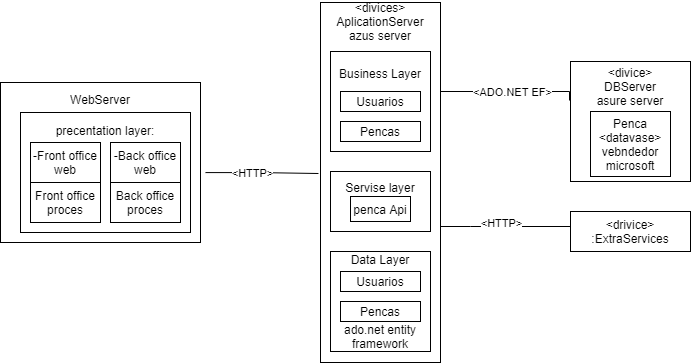 WebServer
precentation layer:
-Front office
web
Front office
proces
-Back office
web
Back office
proces
<HTTP>
<divices>
AplicationServer
azus server
Business Layer
Usuarios
Pencas
Servise layer
penca Api
Data Layer
Usuarios
Pencas
ado.net entity
framework
<ADO.NET EF>
<HTTP>
<divice>
DBServer
asure server
Penca
<datavase>
vebndedor
microsoft
<drivice>
:ExtraServices